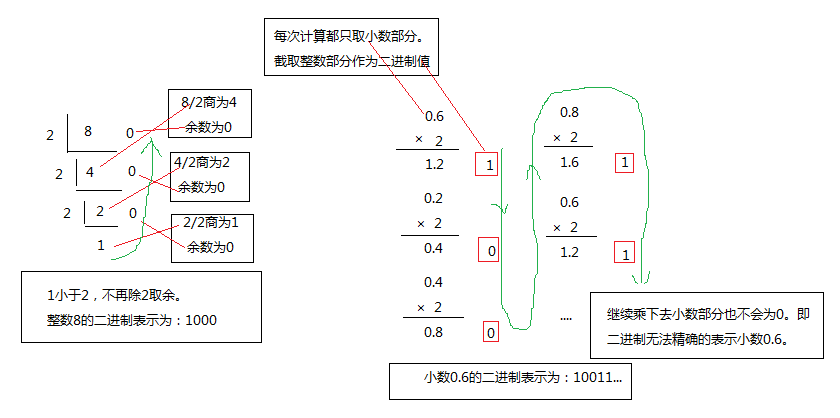 每次计算都只取小数部分。
截取整数部分作为二进制值
8/2商为4
余数为0
2 8 0
4/2商为2
余数为0
2 4 0
2/2商为1
余数为0
2 2 0
1
1小于2，不再除2取余。
整数8的二进制表示为：1000
0.6
× 2
1.2 1
0.2
× 2
0.4 0
0.4
× 2
0.8 0
0.8
× 2
1.6 1
0.6
× 2
1.2 1
....
继续乘下去小数部分也不会为0。即
二进制无法精确的表示小数0.6。
小数0.6的二进制表示为：10011...